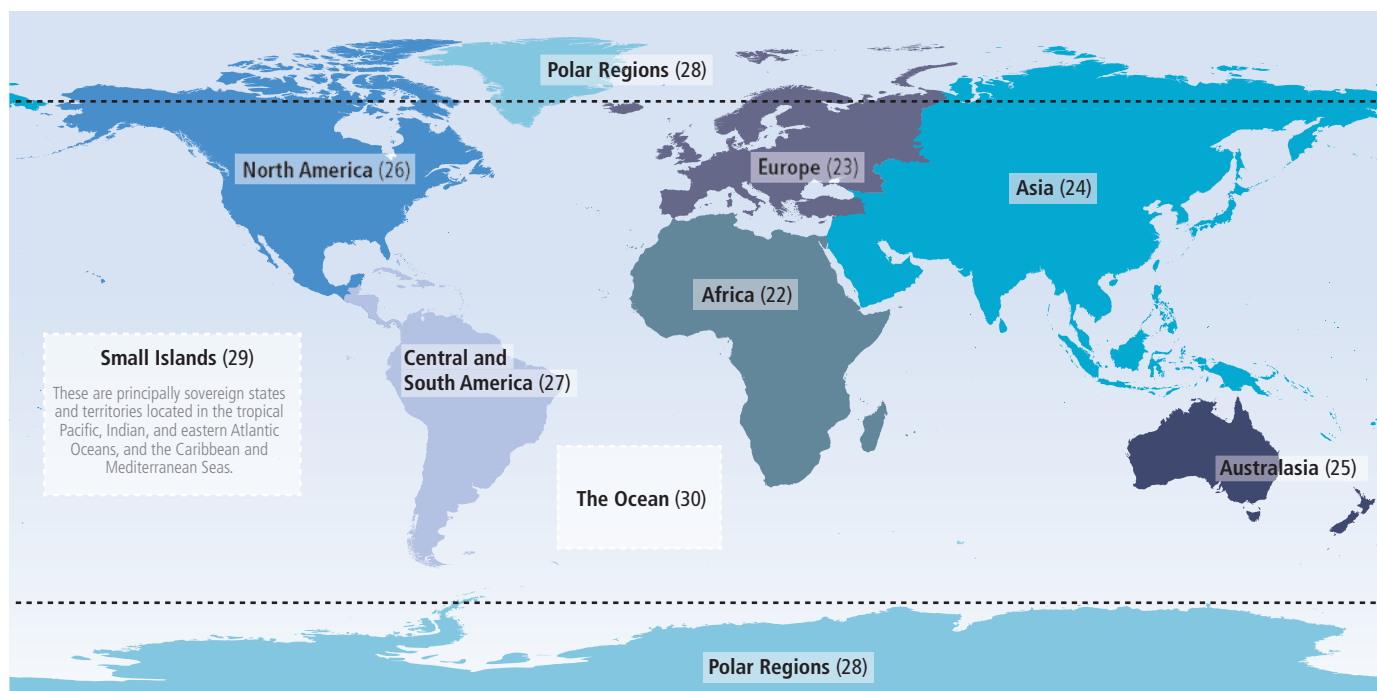 Polar Regions (28)
North America (26)
Europe (23)
Asia (24)
Africa (22)
Small Islands (29)
These are principally sovereign states
and territories located in the tropical
Pacific, Indian, and eastern Atlantic
Oceans, and the Caribbean and
Mediterranean Seas.
Central and
South America (27)
The Ocean (30)
Australasia (25)
Polar Regions (28)